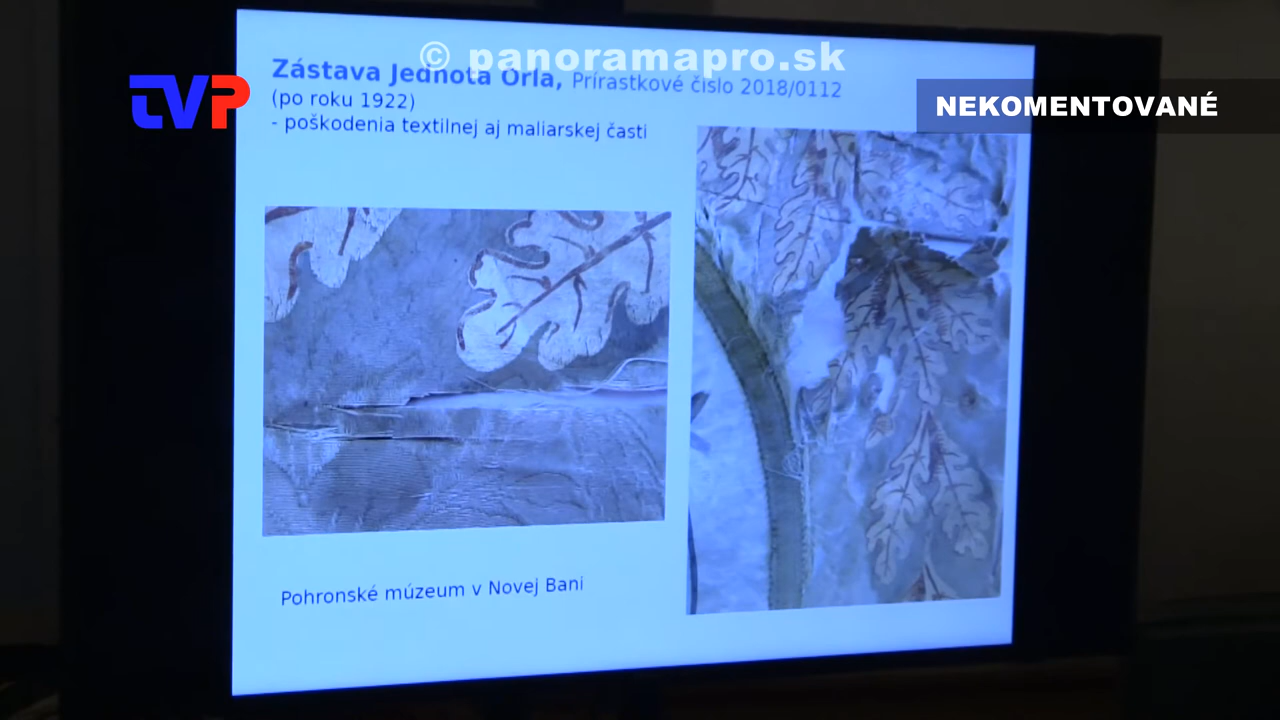 © panoramapro.sk
Zástava Jednota Orla, Prírastkové číslo 2018/0112
(po roku 1922)
- poškodenia textilnej aj maliarskej časti
TVP
NEKOMENTOVANÉ
Pohronské múzeum v Novej Bani